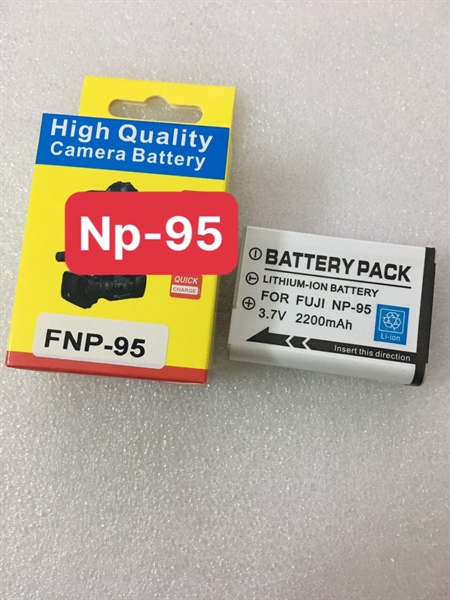 High Quality
Camera Battery
Np-95
QUICK
CHARGE
FNP-95
BATTERY PACK
LITHIUM-ION BATTERY
FOR FUJI NP-95
3.7V 2200mAh
Li-ion
Insert this direction